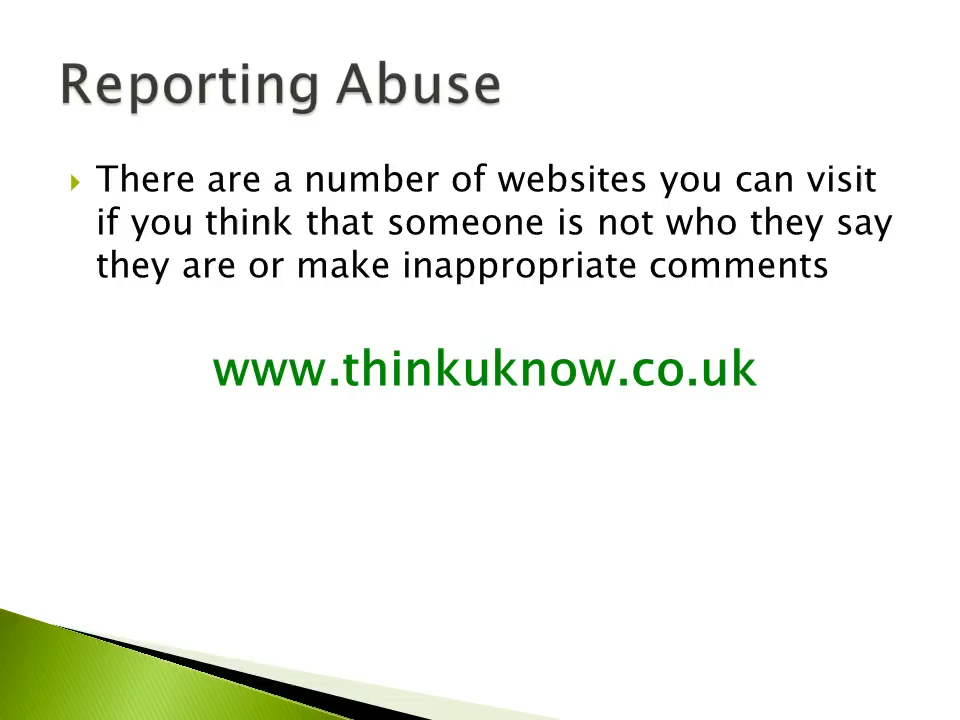 Reporting Abuse
There are a number of websites you can visit
if you think that someone is not who they say
they are or make inappropriate comments
www.thinkuknow.co.uk